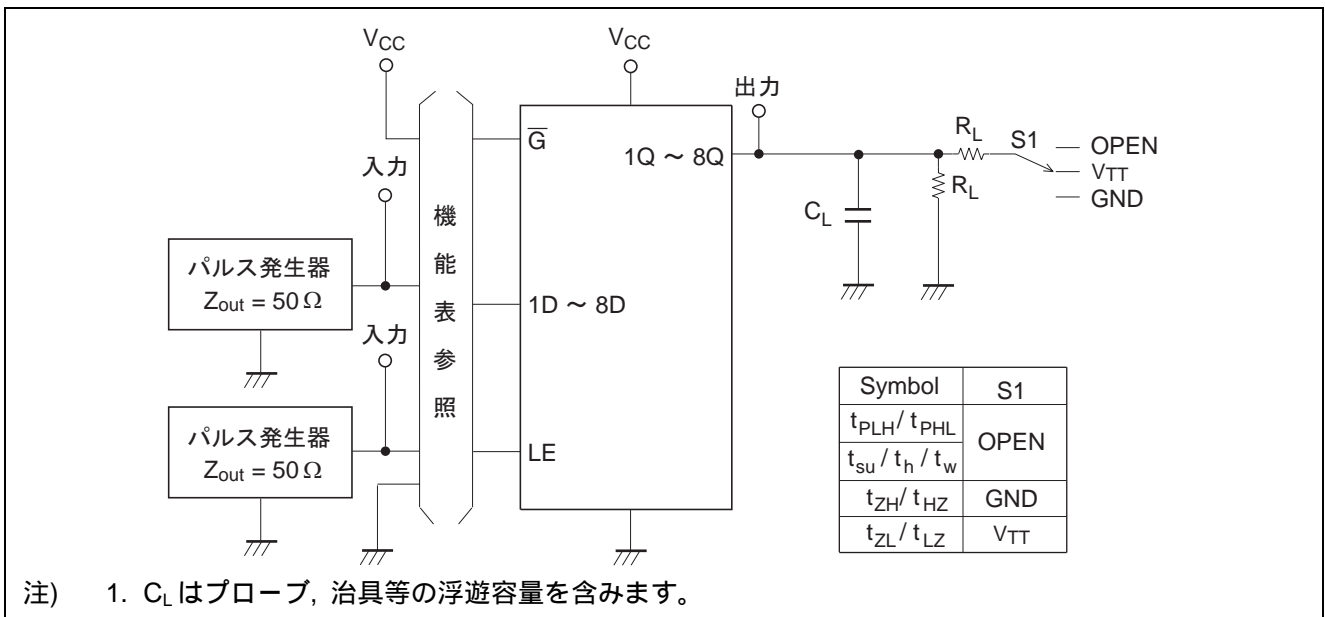 VCC
VCC
出力
G
1Q ～ 8Q
RL
S1
OPEN
VTT
GND
RL
CL
入力
機能表参照
パルス発生器
Zout = 50 Ω
1D ～ 8D
入力
パルス発生器
Zout = 50 Ω
LE
Symbol S1
tPLH / tPHL OPEN
tsu / th / tw
tZH / tHZ GND
tZL / tLZ VTT
注) 1. CL はプローブ, 治具等の浮遊容量を含みます。